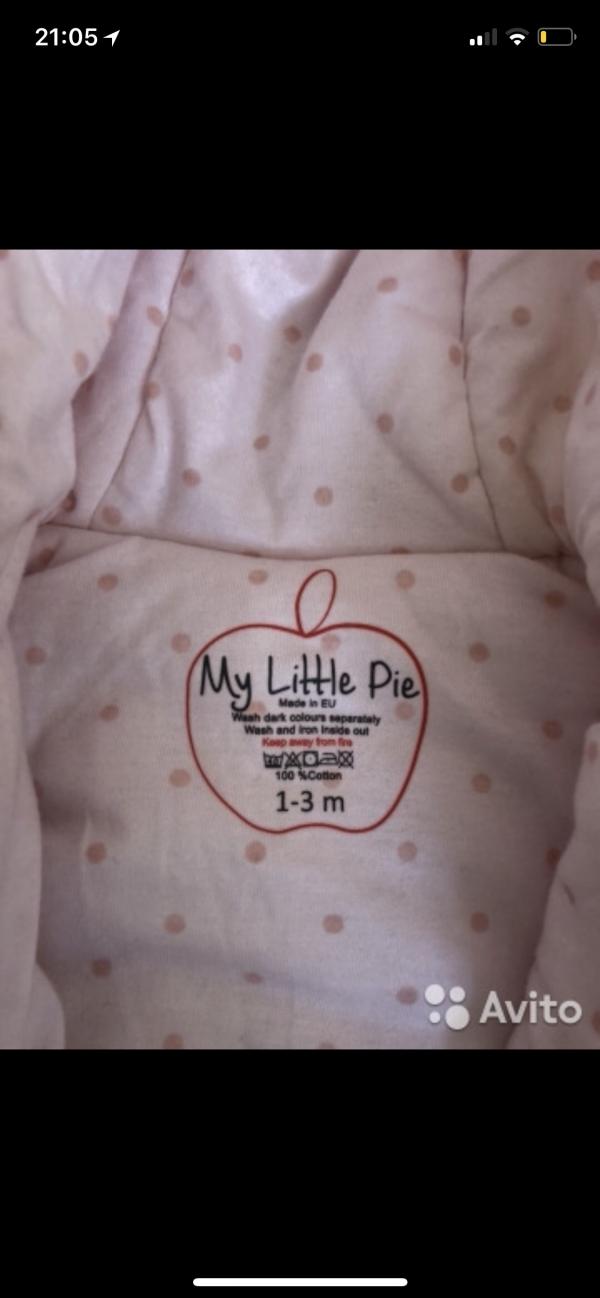 21:05
My Little Pie
Made in EU
Wash dark colours separately
Wash and iron inside out
Keep away from fire
100 %Cotton
1-3 m
Avito